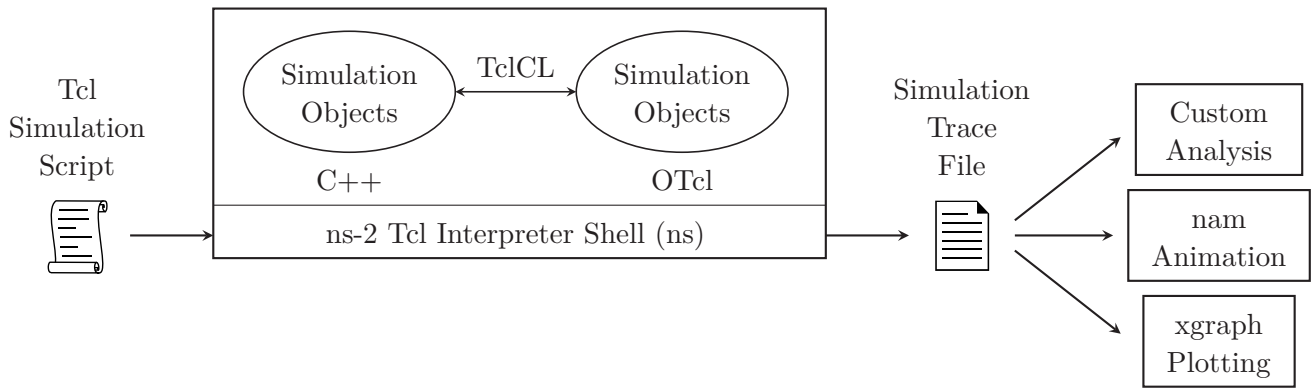 Tcl
Simulation
Script
Simulation
Objects
C++
TclCL
Simulation
Objects
OTcl
ns-2 Tcl Interpreter Shell (ns)
Simulation
Trace
File
Custom
Analysis
nam
Animation
xgraph
Plotting